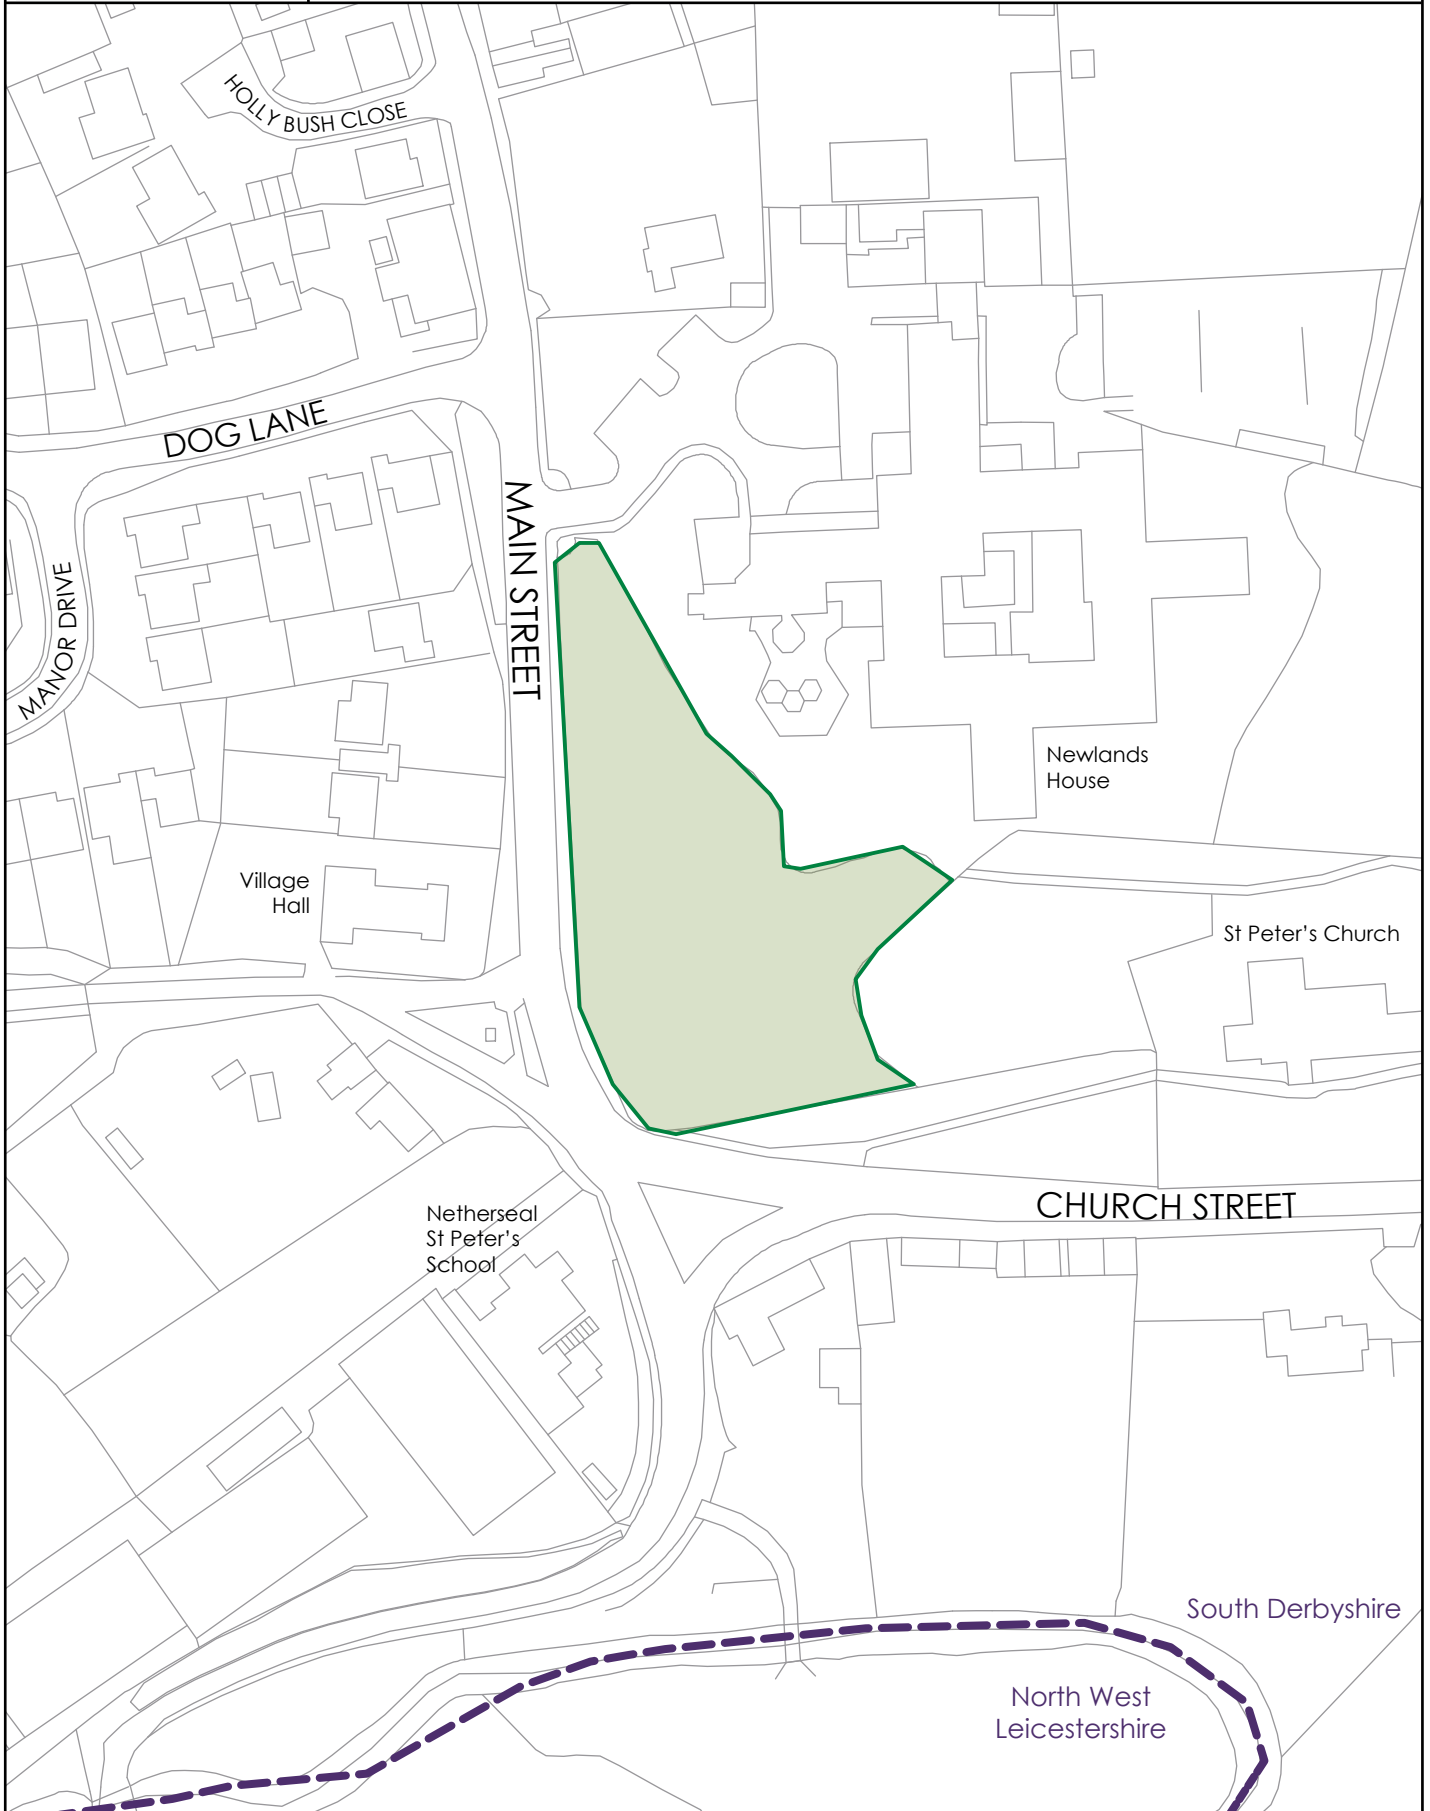 HOLLY BUSH CLOSE
DOG LANE
MAIN STREET
MANOR DRIVE
Newlands
House
Village
Hall
St Peter's Church
CHURCH STREET
Netherseal
St Peter's
School
South Derbyshire
North West
Leicestershire